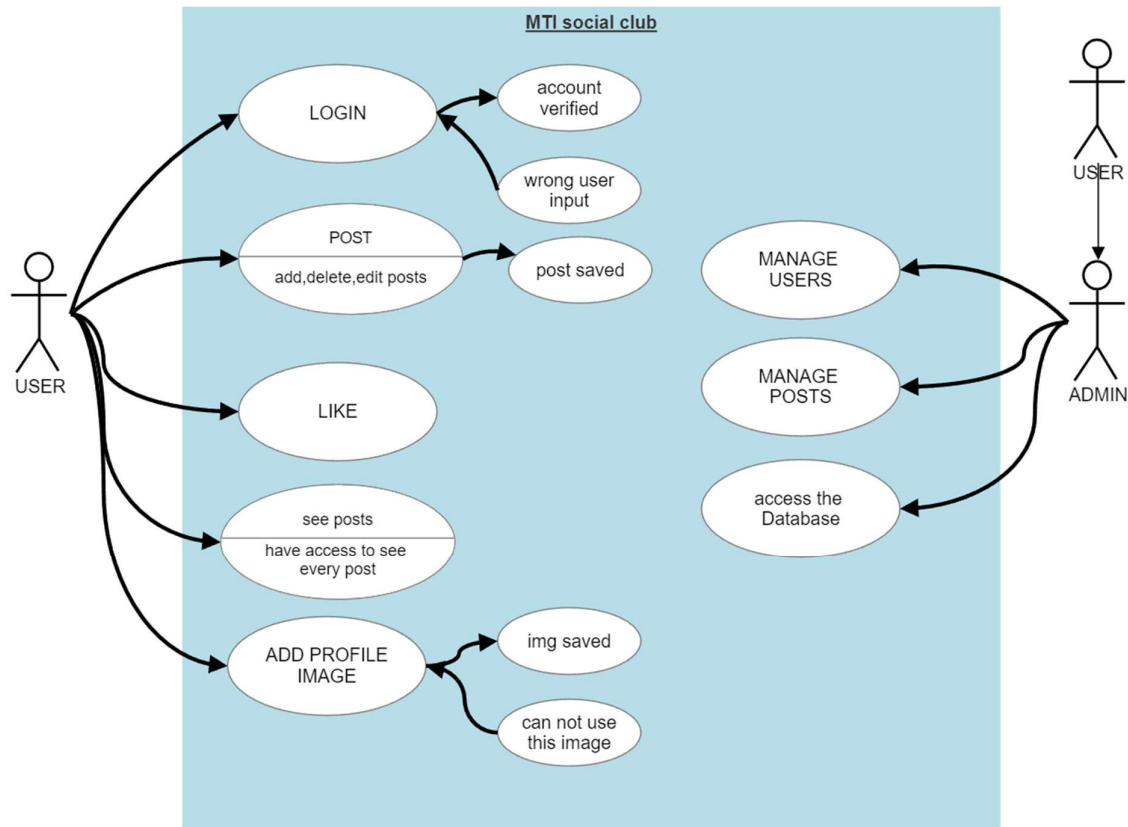 MTI social club
LOGIN
account
verified
wrong user
input
POST
add,delete,edit posts
post saved
USER
LIKE
see posts
have access to see
every post
ADD PROFILE
IMAGE
img saved
can not use
this image
USER
MANAGE
USERS
MANAGE
POSTS
ADMIN
access the
Database